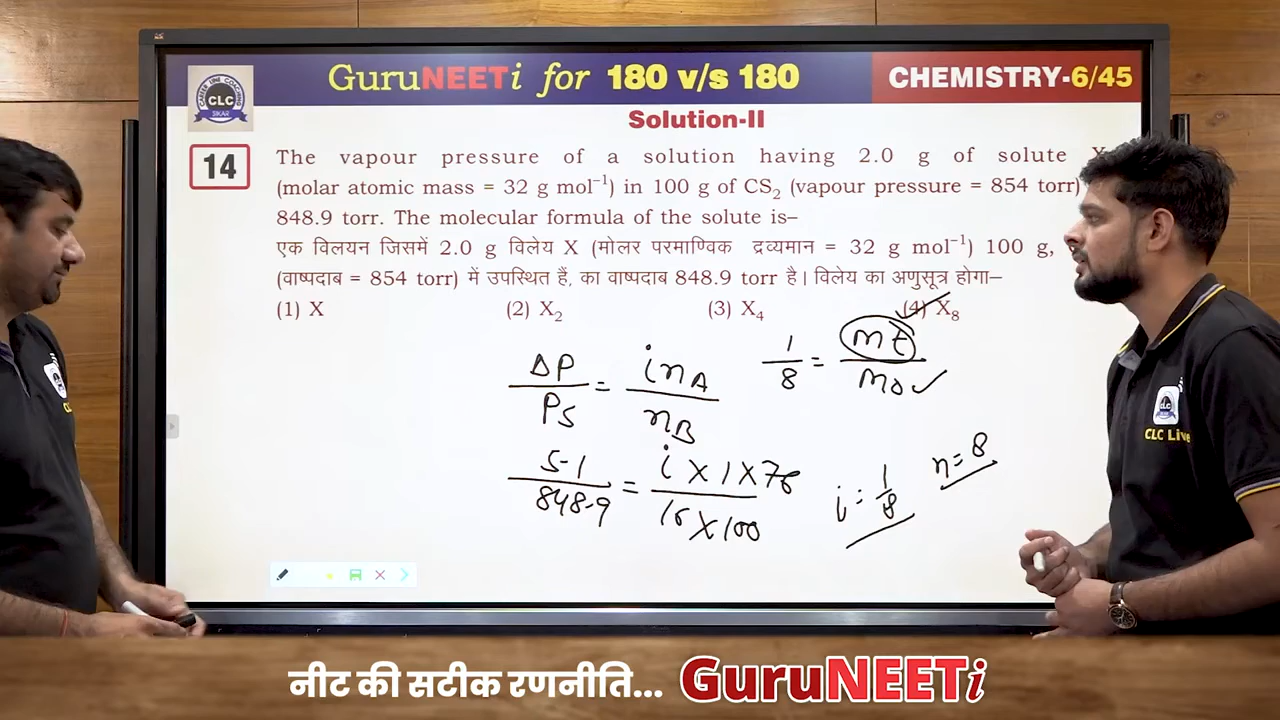 GuruNEETi for 180 v/s 180
CHEMISTRY-6/45
CLC
SIKAR
Solution-II
14
The vapour pressure of a solution having 2.0 g of solute X
(molar atomic mass = 32 g mol⁻¹) in 100 g of CS₂ (vapour pressure = 854 torr)
848.9 torr. The molecular formula of the solute is–
एक विलयन जिसमें 2.0 g विलेय X (मोलर परमाण्विक द्रव्यमान = 32 g mol⁻¹) 100 g,
(वाष्पदाब = 854 torr) में उपस्थित हैं, का वाष्पदाब 848.9 torr है। विलेय का अणुसूत्र होगा–
(1) X (2) X₂ (3) X₄ (4) X₈
ΔP/PS = inA/nB
1/8 = mt/mo
5-1/848-9 = i×1×76/16×100
i = 1/8
n=8
CLC Live
नीट की सटीक रणनीति... GuruNEETi